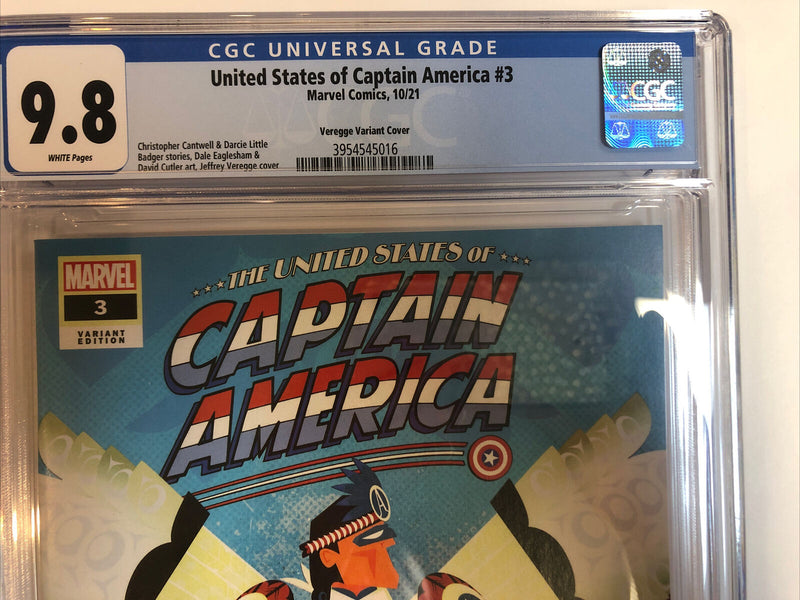 CGC UNIVERSAL GRADE
9.8
WHITE Pages
United States of Captain America #3
Marvel Comics, 10/21
Veregge Variant Cover
3954545016
Christopher Cantwell & Darcie Little
Badger stories, Dale Eaglesham &
David Cutler art, Jeffrey Veregge cover
CGC
CGC
MARVEL
3
VARIANT
EDITION
THE UNITED STATES OF
CAPTAIN
AMERICA
A